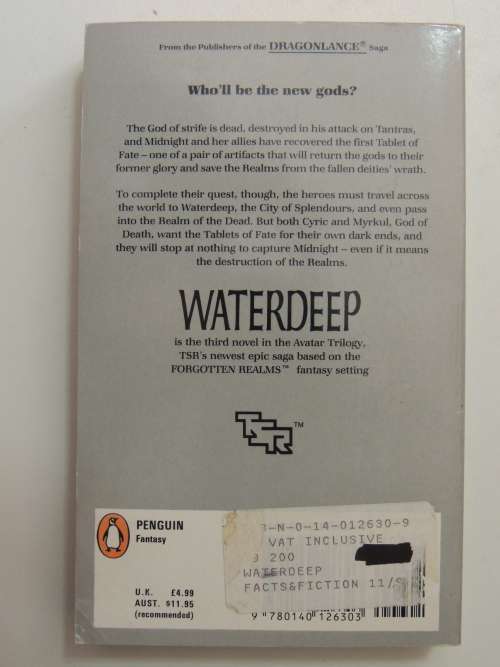 From the Publishers of the DRAGONLANCE® Saga
Who'll be the new gods?
The God of strife is dead, destroyed in his attack on Tantras,
and Midnight and her allies have recovered the first Tablet of
Fate – one of a pair of artifacts that will return the gods to their
former glory and save the Realms from the fallen deities' wrath.
To complete their quest, though, the heroes must travel across
the world to Waterdeep, the City of Splendours, and even pass
into the Realm of the Dead. But both Cyric and Myrkul, God of
Death, want the Tablets of Fate for their own dark ends, and
they will stop at nothing to capture Midnight – even if it means
the destruction of the Realms.
WATERDEEP
is the third novel in the Avatar Trilogy,
TSR's newest epic saga based on the
FORGOTTEN REALMS™ fantasy setting
TSR™
PENGUIN
Fantasy
U.K. £4.99
AUST. $11.95
(recommended)
-N-0-14-012630-9
VAT INCLUSIVE
200
WATERDEEP
FACTS&FICTION 11/
9 780140 126303